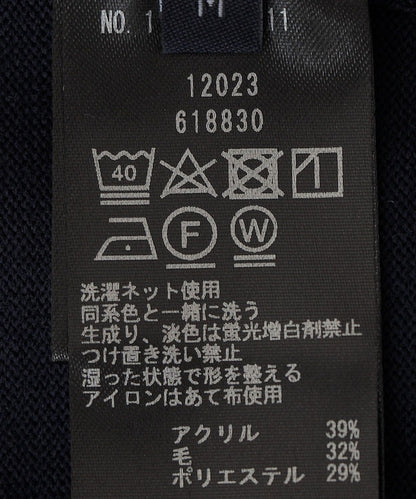 M
NO. 1 11
12023
618830
40
F W
洗濯ネット使用
同系色と一緒に洗う
生成り、淡色は蛍光増白剤禁止
つけ置き洗い禁止
湿った状態で形を整える
アイロンはあて布使用
アクリル 39%
毛 32%
ポリエステル 29%